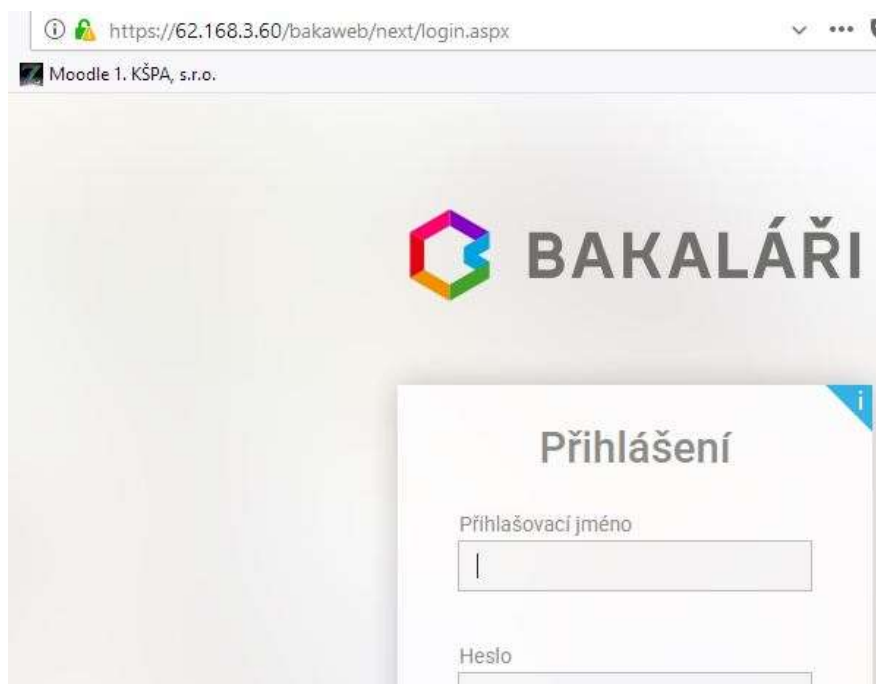 https://62.168.3.60/bakaweb/next/login.aspx
Moodle 1. KŠPA, s.r.o.
BAKALÁŘI
i
Přihlášení
Přihlašovací jméno
Heslo